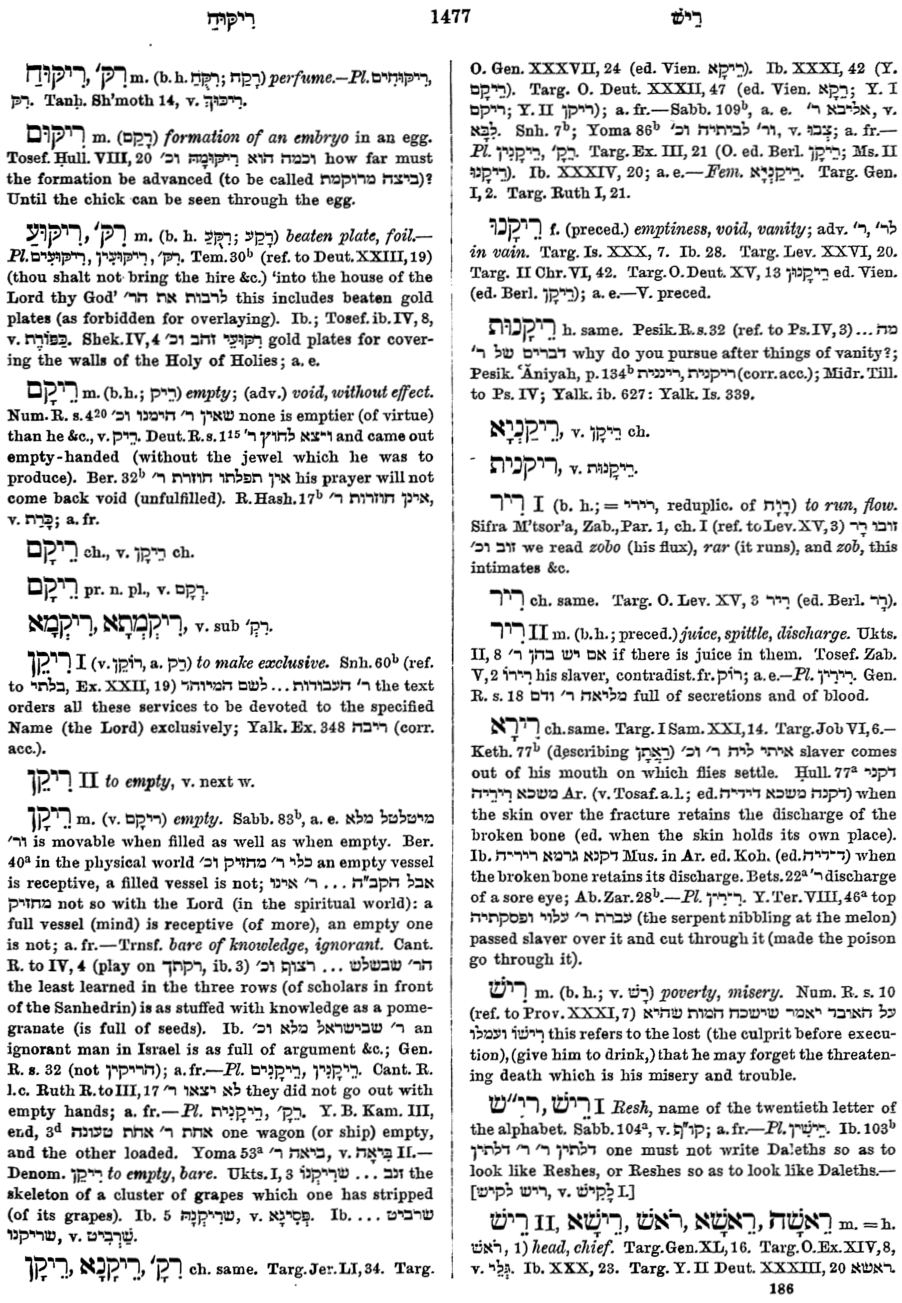 רִיקּוּחַ
1477
רֵישׁ
רִיקּוּחַ, רִקּ׳ m. (b. h. רֹקַח; רָקַח) perfume.—Pl. רִיקּוּחִים,
רִקּ׳. Tanḥ. Sh'moth 14, v. רִיכּוּךְ.
רִיקּוּם m. (רָקַם) formation of an embryo in an egg.
Tosef. Ḥull. VIII, 20 וכמה הוא רִיקּוּמָהּ וכ׳ how far must
the formation be advanced (to be called ביצה מרוקמת)?
Until the chick can be seen through the egg.
רִיקּוּעַ, רִקּ׳ m. (b. h. רִקֻּעַ; רָקַע) beaten plate, foil.—
Pl. רִיקּוּעִים, רִיקּוּעִין, רִקּ׳. Tem. 30b (ref. to Deut. XXIII, 19)
(thou shalt not bring the hire &c.) 'into the house of the
Lord thy God' לרבות את הר׳ this includes beaten gold
plates (as forbidden for overlaying). Ib.; Tosef. ib. IV, 8,
v. כַּפּוֹרֶת. Shek. IV, 4 רִקּוּעֵי זהב וכ׳ gold plates for cover-
ing the walls of the Holy of Holies; a. e.
רֵיקָם m. (b. h.; רִיק) empty; (adv.) void, without effect.
Num. R. s. 420 שאין ר׳ הימנו וכ׳ none is emptier (of virtue)
than he &c., v. רֵיק. Deut. R. s. 115 ויצא לחוץ ר׳ and came out
empty-handed (without the jewel which he was to
produce). Ber. 32b אין תפלתו חוזרת ר׳ his prayer will not
come back void (unfulfilled). R. Hash. 17b אינן חוזרות ר׳,
v. כָּרַת; a. fr.
רֵיקָם ch., v. רֵיקָן ch.
רֵיקָם pr. n. pl., v. רְקָם.
רִיקְמָא, רִיקְמְתָא, v. sub רִקְ׳.
רִיקֵן I (v. רוֹקֵן, a. רַק) to make exclusive. Snh. 60b (ref.
to בלתי, Ex. XXII, 19) ר׳ העבודות ... לשם המיוחד the text
orders all these services to be devoted to the specified
Name (the Lord) exclusively; Yalk. Ex. 348 ריבה (corr.
acc.).
רִיקֵן II to empty, v. next w.
רֵיקָן m. (v. רֵיקָם) empty. Sabb. 83b, a. e. מיטלטל מלא
ור׳ is movable when filled as well as when empty. Ber.
40a in the physical world כלי ר׳ מחזיק וכ׳ an empty vessel
is receptive, a filled vessel is not; אבל הקב״ה ... ר׳ אינו
מחזיק not so with the Lord (in the spiritual world): a
full vessel (mind) is receptive (of more), an empty one
is not; a. fr.—Trnsf. bare of knowledge, ignorant. Cant.
R. to IV, 4 (play on רקתך, ib. 3) הר׳ שבשלש ... רצוף וכ׳
the least learned in the three rows (of scholars in front
of the Sanhedrin) is as stuffed with knowledge as a pome-
granate (is full of seeds). Ib. ר׳ שבישראל מלא וכ׳ an
ignorant man in Israel is as full of argument &c.; Gen.
R. s. 32 (not הריקין); a. fr.—Pl. רֵיקָנִים, רֵיקָנִין. Cant. R.
l. c. Ruth R. to III, 17 לא יצאו ר׳ they did not go out with
empty hands; a. fr.—Pl. רֵיקָנִית, רֵקָ׳. Y. B. Kam. III,
end, 3d אחת ר׳ אחת טעונה one wagon (or ship) empty,
and the other loaded. Yoma 53a ביאה ר׳, v. בִּיאָה II.—
Denom. רִיקֵן to empty, bare. Ukts. I, 3 זנב ... שריקנו the
skeleton of a cluster of grapes which one has stripped
(of its grapes). Ib. 5 שֶׁרִיקְנָהּ, v. פְּסִיגָא. Ib. ... שרביט
שריקנו, v. שַׁרְבִיט.
רֵיקָן, רֵיקָנָא, רֵקָ׳ ch. same. Targ. Jer. LI, 34. Targ.
O. Gen. XXXVII, 24 (ed. Vien. רֵיקָא). Ib. XXXI, 42 (Y.
רֵיקָם). Targ. O. Deut. XXXII, 47 (ed. Vien. רֵקָא; Y. I
רֵיקָם; Y. II ריקן); a. fr.—Sabb. 109b, a. e. אליבא ר׳, v.
לִבָּא. Snh. 7b; Yoma 86b ור׳ לביתיה וכ׳, v. צְבוּ; a. fr.—
Pl. רֵיקָנִין, רֵקָ׳. Targ. Ex. III, 21 (O. ed. Berl. רֵיקָן; Ms. II
רֵיקָנוּ). Ib. XXXIV, 20; a. e.—Fem. רֵיקַנְיָא. Targ. Gen.
I, 2. Targ. Ruth I, 21.
רֵיקָנוּ f. (preced.) emptiness, void, vanity; adv. ר׳, לר׳
in vain. Targ. Is. XXX, 7. Ib. 28. Targ. Lev. XXVI, 20.
Targ. II Chr. VI, 42. Targ. O. Deut. XV, 13 רֵיקָנוּן ed. Vien.
(ed. Berl. רֵיקָן); a. e.—V. preced.
רֵיקָנוּת h. same. Pesik. R. s. 32 (ref. to Ps. IV, 3) ... מה
דברים של ר׳ why do you pursue after things of vanity?;
Pesik. ʿĂniyah, p. 134b ריקנית, רינניות (corr. acc.); Midr. Till.
to Ps. IV; Yalk. ib. 627: Yalk. Is. 339.
רֵיקַנְיָא, v. רֵיקָן ch.
ריקנית, v. רֵיקָנוּת.
רִיר I (b. h.; = רירי, reduplic. of רָוָה) to run, flow.
Sifra M'tsor'a, Zab., Par. 1, ch. I (ref. to Lev. XV, 3) זובו רָר
זוב וכ׳ we read zobo (his flux), rar (it runs), and zob, this
intimates &c.
רִיר ch. same. Targ. O. Lev. XV, 3 רִיר (ed. Berl. רָר).
רִיר II m. (b. h.; preced.) juice, spittle, discharge. Ukts.
II, 8 אם יש בהן ר׳ if there is juice in them. Tosef. Zab.
V, 2 רִירוֹ his slaver, contradist. fr. רוֹק; a. e.—Pl. רִירִין. Gen.
R. s. 18 מליאה ר׳ ודם full of secretions and of blood.
רִירָא ch. same. Targ. I Sam. XXI, 14. Targ. Job VI, 6.—
Keth. 77b (describing רָאֲתָן) איתי ליה ר׳ וכ׳ slaver comes
out of his mouth on which flies settle. Ḥull. 77a דקני
משכא רִירֵיהּ Ar. (v. Tosaf. a. l.; ed. דקנה משכא דידיה) when
the skin over the fracture retains the discharge of the
broken bone (ed. when the skin holds its own place).
Ib. דקנא גרמא ריריה Mus. in Ar. ed. Koh. (ed. דידיה) when
the broken bone retains its discharge. Bets. 22a ר׳ discharge
of a sore eye; Ab. Zar. 28b.—Pl. רִירִין. Y. Ter. VIII, 46a top
עברת ר׳ עלוי ופסקתיה (the serpent nibbling at the melon)
passed slaver over it and cut through it (made the poison
go through it).
רִישׁ m. (b. h.; v. רָשׁ) poverty, misery. Num. R. s. 10
(ref. to Prov. XXXI, 7) על האובד יאמר שישכח המות שהיא
רִישׁוֹ ועמלו this refers to the lost (the culprit before execu-
tion), (give him to drink,) that he may forget the threaten-
ing death which is his misery and trouble.
רֵישׁ, רֵי״שׁ I Resh, name of the twentieth letter of
the alphabet. Sabb. 104a, v. קוֹ״ף; a. fr.—Pl. רֵישִׁין. Ib. 103b
דלתין ר׳ ר׳ דלתין one must not write Daleths so as to
look like Reshes, or Reshes so as to look like Daleths.—
[ריש לקיש, v. לָקִישׁ I.]
רֵישׁ II, רֵישָׁא, רֹאשׁ, רֵאשָׁא, רֵאשָׁה m. = h.
רֹאשׁ, 1) head, chief. Targ. Gen. XL, 16. Targ. O. Ex. XIV, 8,
v. גְּלֵי. Ib. XXX, 23. Targ. Y. II Deut. XXXIII, 20 ראשא.
186